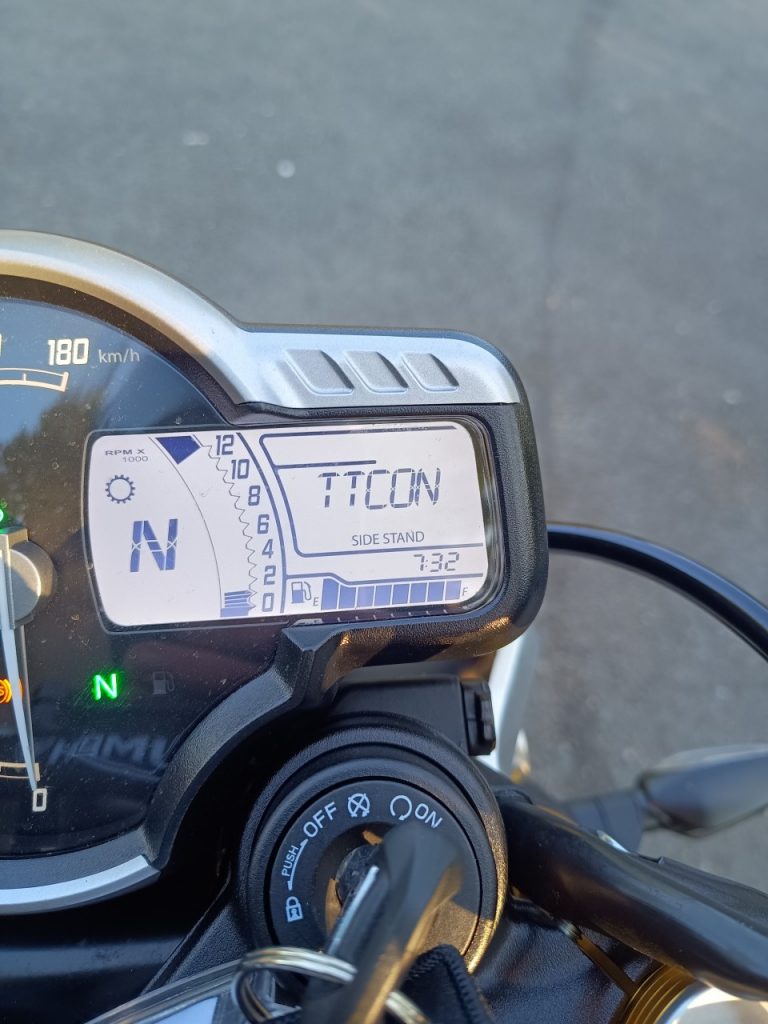 180 km/h
RPM X
1000
12
10
8
6
4
2
0
N
TTCON
SIDE STAND
7:32
E
F
N
0
PUSH
OFF
ON